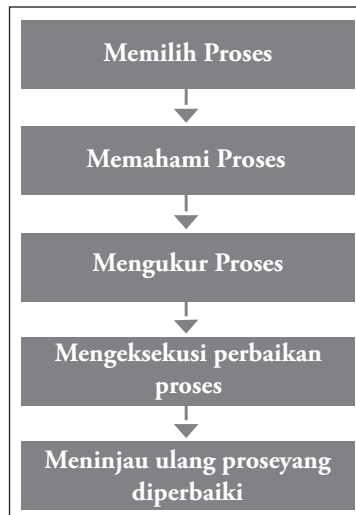 Memilih Proses
Memahami Proses
Mengukur Proses
Mengeksekusi perbaikan
proses
Meninjau ulang proseyang
diperbaiki